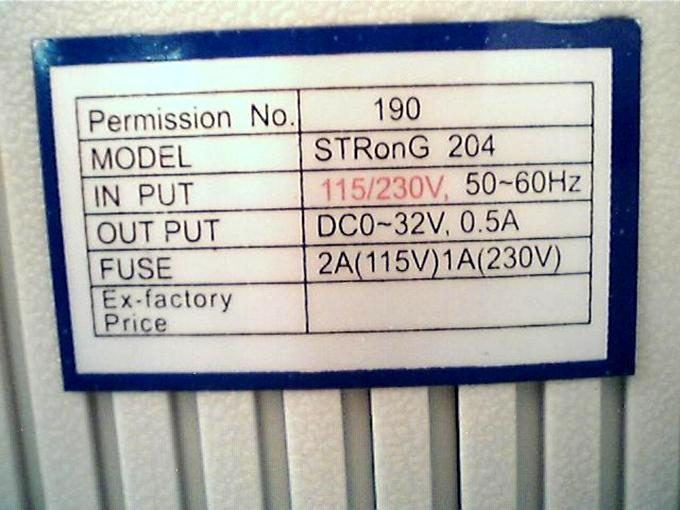 Permission No. 190
MODEL STRonG 204
IN PUT 115/230V, 50~60Hz
OUT PUT DC0~32V, 0.5A
FUSE 2A(115V)1A(230V)
Ex-factory
Price